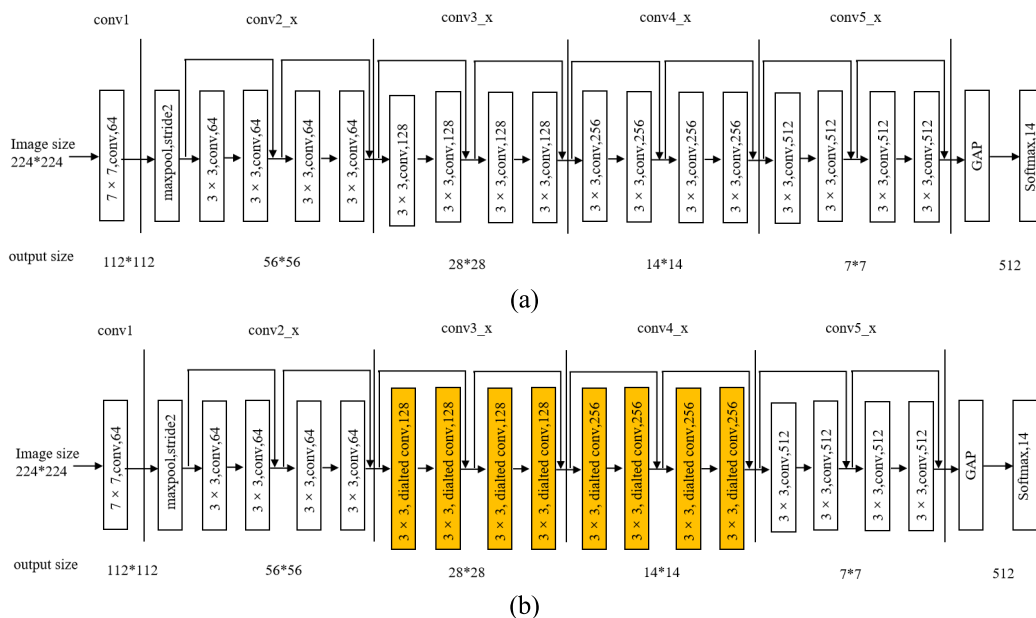 conv1 conv2_x conv3_x conv4_x conv5_x
Image size
224*224
7×7,conv,64
maxpool,stride2
3×3,conv,64
3×3,conv,64
3×3,conv,64
3×3,conv,64
3×3,conv,128
3×3,conv,128
3×3,conv,128
3×3,conv,128
3×3,conv,256
3×3,conv,256
3×3,conv,256
3×3,conv,256
3×3,conv,512
3×3,conv,512
3×3,conv,512
3×3,conv,512
GAP
Softmax,14
output size 112*112 56*56 28*28 14*14 7*7 512
(a)
conv1 conv2_x conv3_x conv4_x conv5_x
Image size
224*224
7×7,conv,64
maxpool,stride2
3×3,conv,64
3×3,conv,64
3×3,conv,64
3×3,conv,64
3×3, dialted conv,128
3×3, dialted conv,128
3×3, dialted conv,128
3×3, dialted conv,128
3×3, dialted conv,256
3×3, dialted conv,256
3×3, dialted conv,256
3×3, dialted conv,256
3×3,conv,512
3×3,conv,512
3×3,conv,512
3×3,conv,512
GAP
Softmax,14
output size 112*112 56*56 28*28 14*14 7*7 512
(b)